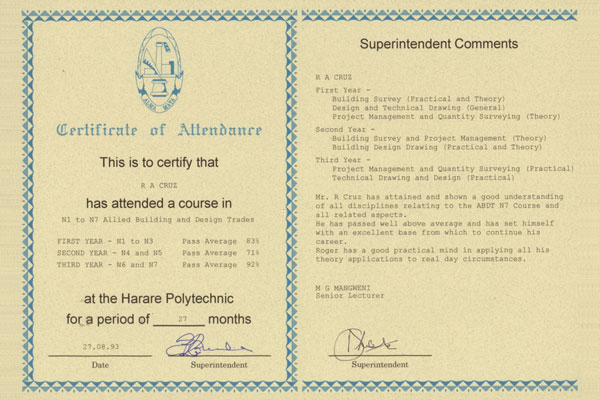 ALMA MATA
Certificate of Attendance
This is to certify that
R A CRUZ
has attended a course in
N1 to N7 Allied Building and Design Trades
FIRST YEAR - N1 to N3 Pass Average 83%
SECOND YEAR - N4 and N5 Pass Average 71%
THIRD YEAR - N6 and N7 Pass Average 92%
at the Harare Polytechnic
for a period of 27 months
27.08.93
Date Superintendent
Superintendent Comments
R A CRUZ
First Year -
Building Survey (Practical and Theory)
Design and Technical Drawing (General)
Project Management and Quantity Surveying (Theory)
Second Year -
Building Survey and Project Management (Theory)
Building Design Drawing (Practical and Theory)
Third Year -
Project Management and Quantity Surveying (Practical)
Technical Drawing and Design (Practical)
Mr. R Cruz has attained and shown a good understanding
of all disciplines relating to the ABDT N7 Course and
all related aspects.
He has passed well above average and has set himself
with an excellent base from which to continue his
career.
Roger has a good practical mind in applying all his
theory applications to real day circumstances.
M G MANGWENI
Senior Lecturer
Superintendent